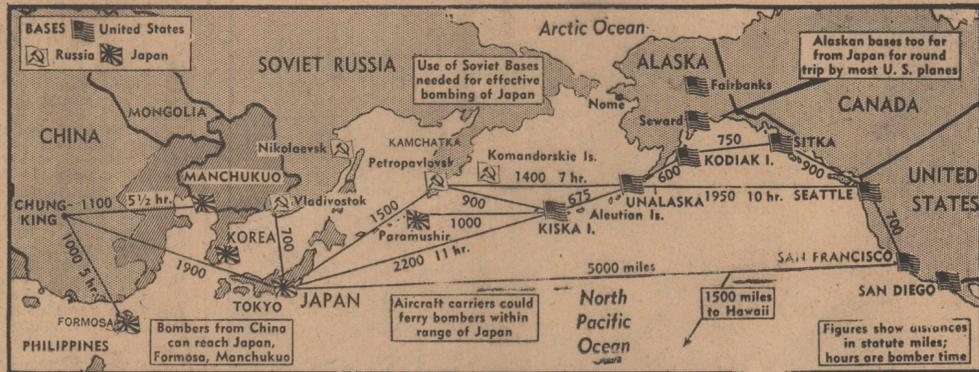 BASES United States
Russia Japan
Arctic Ocean
SOVIET RUSSIA
Use of Soviet Bases
needed for effective
bombing of Japan
ALASKA
Alaskan bases too far
from Japan for round
trip by most U. S. planes
Fairbanks
Nome
Seward
CANADA
MONGOLIA
CHINA
Nikolaevsk
KAMCHATKA
Petropavlovsk
Komandorskie Is.
750
SITKA
KODIAK I.
600
900
MANCHUKUO
1400 7 hr.
UNALASKA
1950 10 hr.
SEATTLE
UNITED
STATES
CHUNG-
KING
1100
5½ hr.
Vladivostok
1500
900
675
Aleutian Is.
KISKA I.
Paramushir
1000
700
KOREA
700
1000 5 hr.
1900
2200 11 hr.
5000 miles
SAN FRANCISCO
TOKYO
JAPAN
SAN DIEGO
FORMOSA
PHILIPPINES
Bombers from China
can reach Japan,
Formosa, Manchukuo
Aircraft carriers could
ferry bombers within
range of Japan
North
Pacific
Ocean
1500 miles
to Hawaii
Figures show distances
in statute miles;
hours are bomber time